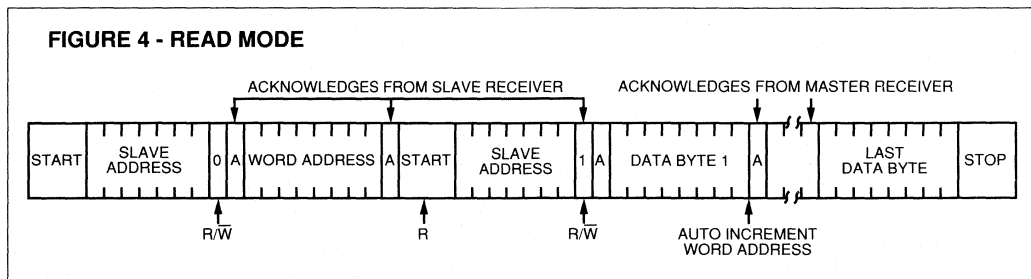 FIGURE 4 - READ MODE
ACKNOWLEDGES FROM SLAVE RECEIVER
ACKNOWLEDGES FROM MASTER RECEIVER
START
SLAVE
ADDRESS
0
A
WORD ADDRESS
A
START
SLAVE
ADDRESS
1
A
DATA BYTE 1
A
LAST
DATA BYTE
STOP
R/W̅
R
R/W̅
AUTO INCREMENT
WORD ADDRESS